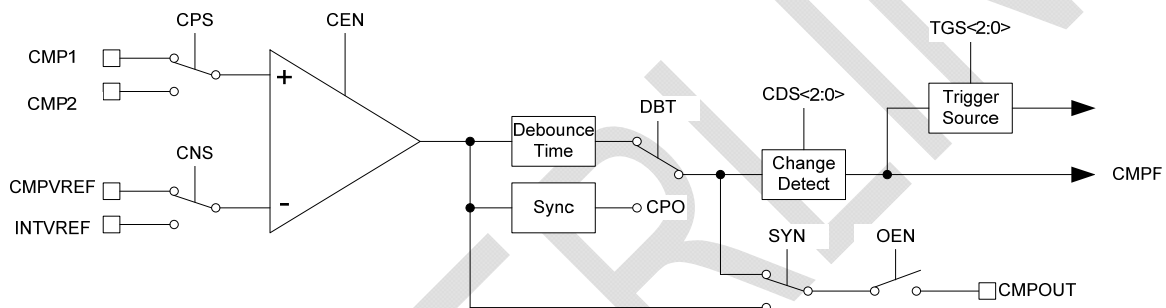 CPS
CEN
TGS<2:0>
CMP1
+
Trigger
Source
CMP2
CDS<2:0>
DBT
Debounce
Time
CNS
Change
Detect
CMPF
CMPVREF
-
Sync
CPO
INTVREF
SYN
OEN
CMPOUT